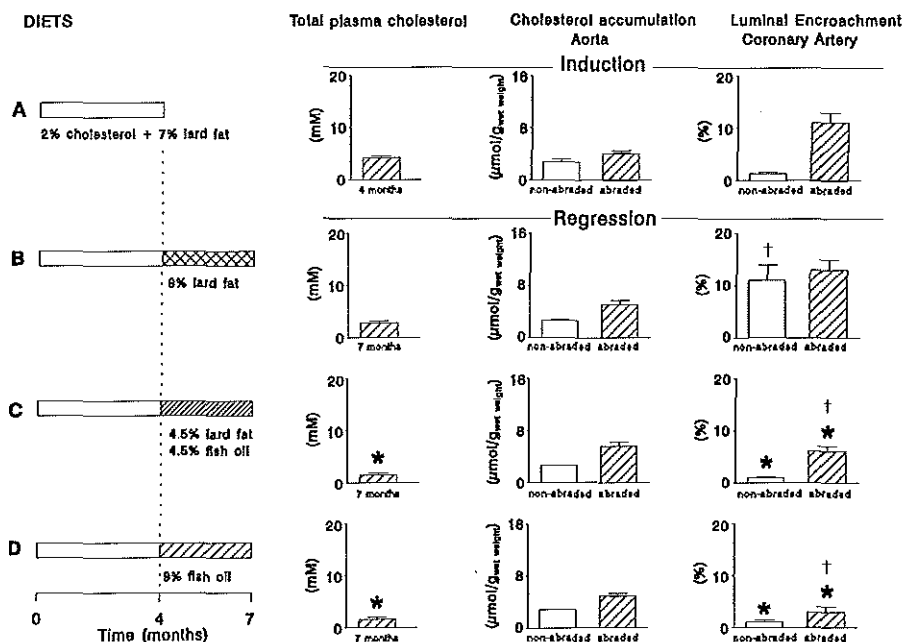 DIETS
Total plasma cholesterol
Cholesterol accumulation
Aorta
Luminal Encroachment
Coronary Artery
Induction
A
2% cholesterol + 7% lard fat
20
10
0
(mM)
4 months
18
8
0
(µmol/g wet weight)
non-abraded abraded
20
10
0
(%)
non-abraded abraded
Regression
B
9% lard fat
20
10
0
(mM)
7 months
16
8
0
(µmol/g wet weight)
non-abraded abraded
20
10
0
(%)
†
non-abraded abraded
C
4.5% lard fat
4.5% fish oil
20
10
0
(mM)
*
7 months
18
8
0
(µmol/g wet weight)
non-abraded abraded
20
10
0
(%)
†
* *
non-abraded abraded
D
9% fish oil
20
10
0
(mM)
*
7 months
18
8
0
(µmol/g wet weight)
non-abraded abraded
20
10
0
(%)
†
* *
non-abraded abraded
0 4 7
Time (months)